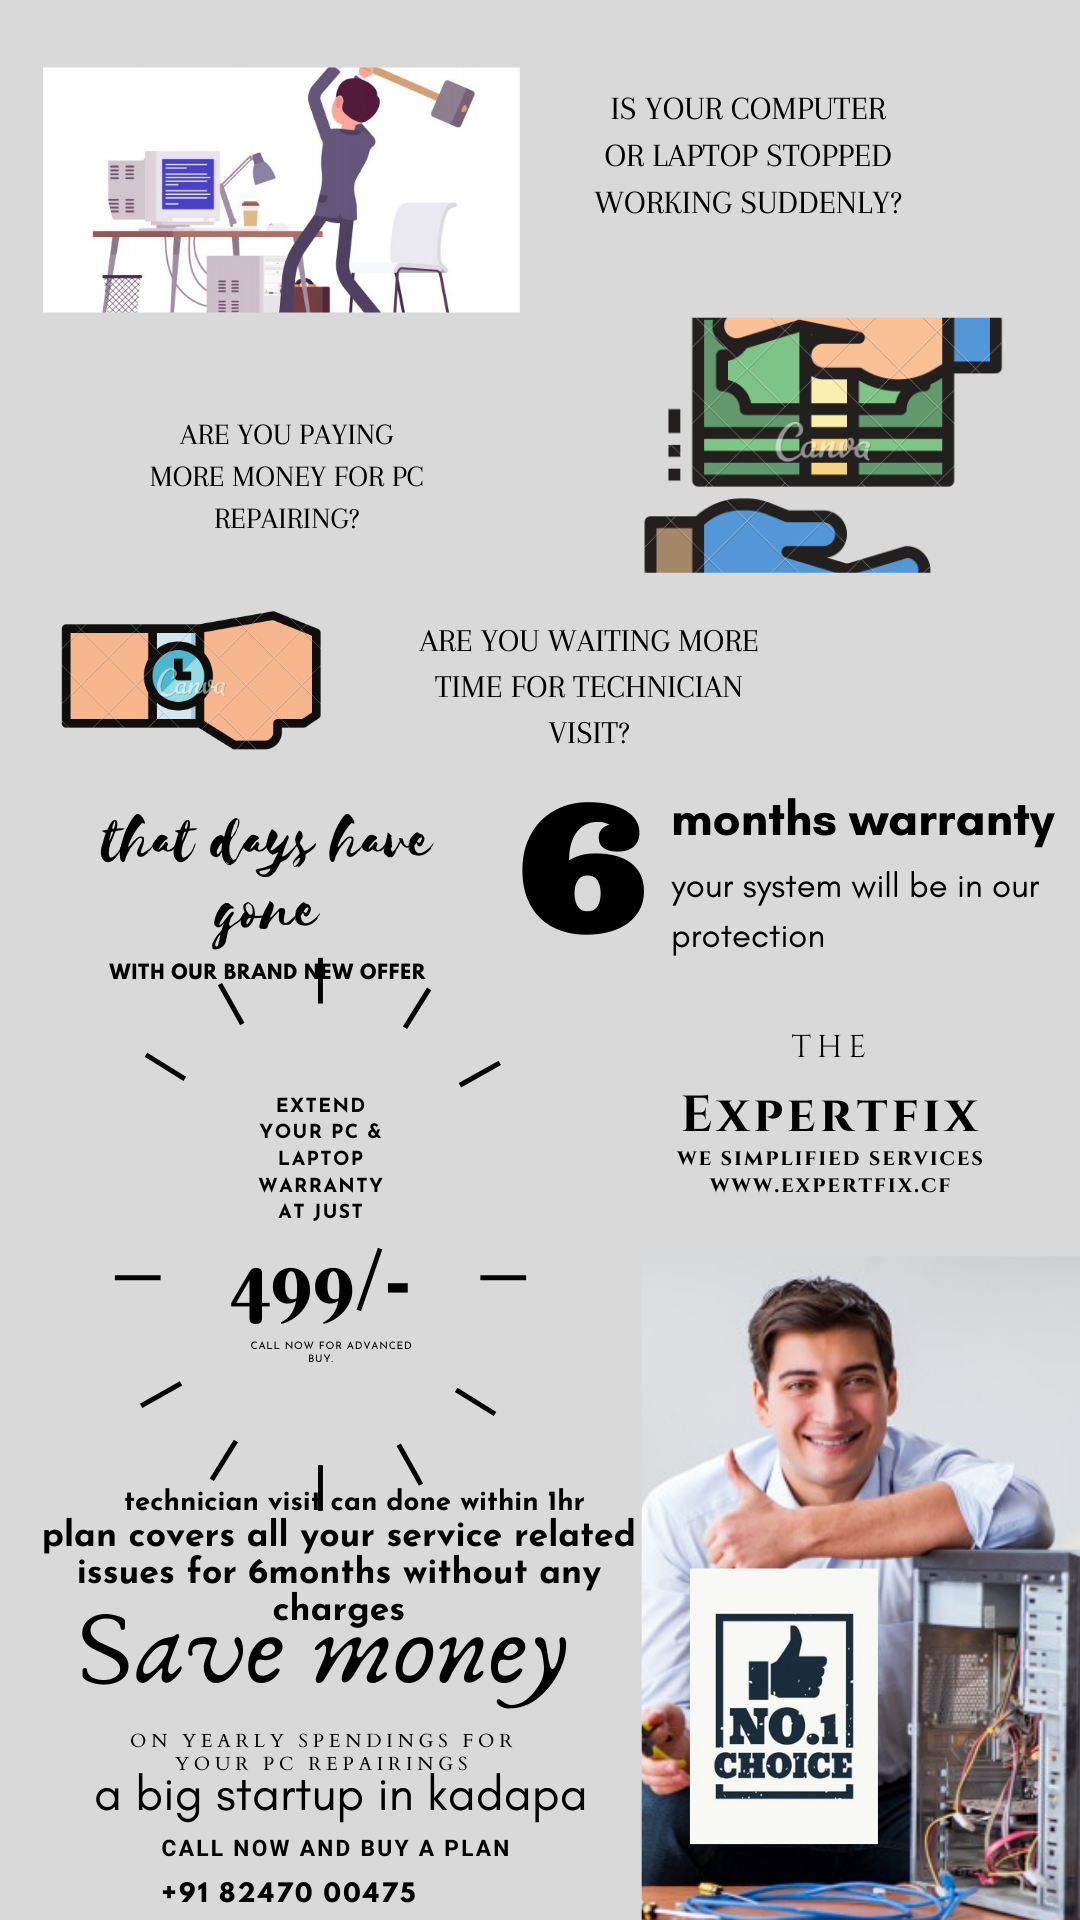 IS YOUR COMPUTER
OR LAPTOP STOPPED
WORKING SUDDENLY?
Canva
ARE YOU PAYING
MORE MONEY FOR PC
REPAIRING?
Canva
ARE YOU WAITING MORE
TIME FOR TECHNICIAN
VISIT?
that days have
gone
WITH OUR BRAND NEW OFFER
6 months warranty
your system will be in our
protection
THE
EXPERTFIX
WE SIMPLIFIED SERVICES
WWW.EXPERTFIX.CF
EXTEND
YOUR PC &
LAPTOP
WARRANTY
AT JUST
499/-
CALL NOW FOR ADVANCED
BUY.
technician visit can done within 1hr
plan covers all your service related
issues for 6months without any
charges
Save money
ON YEARLY SPENDINGS FOR
YOUR PC REPAIRINGS
a big startup in kadapa
CALL NOW AND BUY A PLAN
+91 82470 00475
NO.1
CHOICE